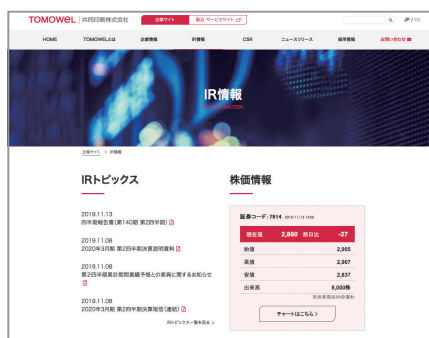 TOMOWEL 共同印刷株式会社 企業サイト 製品・サービスサイト JP / EN
HOME TOMOWELとは 企業情報 IR情報 CSR ニュースリリース 採用情報 お問い合わせ
IR情報
企業サイト > IR情報
IRトピックス
2019.11.13
四半期報告書(第140期 第2四半期)
2019.11.08
2020年3月期 第2四半期決算説明資料
2019.11.08
第2四半期累計期間業績予想との差異に関するお知らせ
2019.11.08
2020年3月期 第2四半期決算短信(連結)
IRトピックス一覧を見る >
株価情報
証券コード:7914
現在値 2,880 前日比 -27
始値 2,905
高値 2,907
安値 2,837
出来高 8,000株
チャートはこちら >